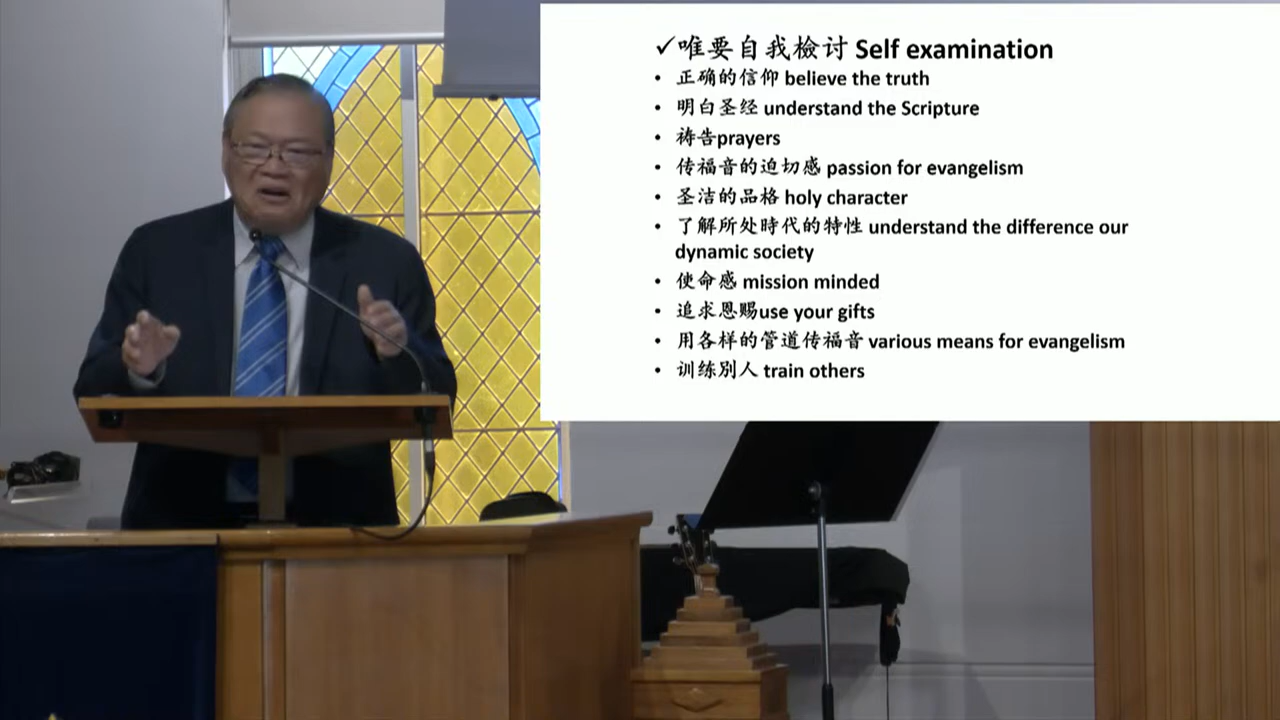 ✓唯要自我檢讨 Self examination
• 正确的信仰 believe the truth
• 明白圣经 understand the Scripture
• 祷告prayers
• 传福音的迫切感 passion for evangelism
• 圣洁的品格 holy character
• 了解所处時代的特性 understand the difference our
dynamic society
• 使命感 mission minded
• 追求恩赐use your gifts
• 用各样的管道传福音 various means for evangelism
• 训练別人 train others